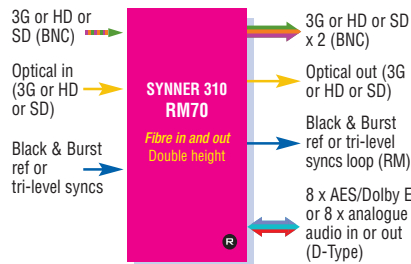 3G or HD or
SD (BNC)
Optical in
(3G or HD
or SD)
Black & Burst
ref or
tri-level syncs
SYNNER 310
RM70
Fibre in and out
Double height
R
3G or HD or SD
x 2 (BNC)
Optical out (3G
or HD or SD)
Black & Burst
ref or tri-level
syncs loop (RM)
8 x AES/Dolby E
or 8 x analogue
audio in or out
(D-Type)